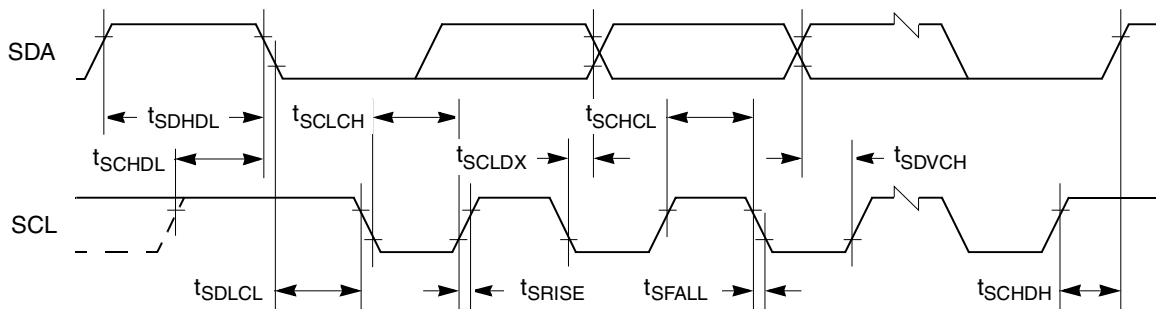 SDA
tSDHDL
tSCLCH
tSCHCL
tSCHDL
tSCLDX
tSDVCH
SCL
tSDLCL
tSRISE
tSFALL
tSCHDH